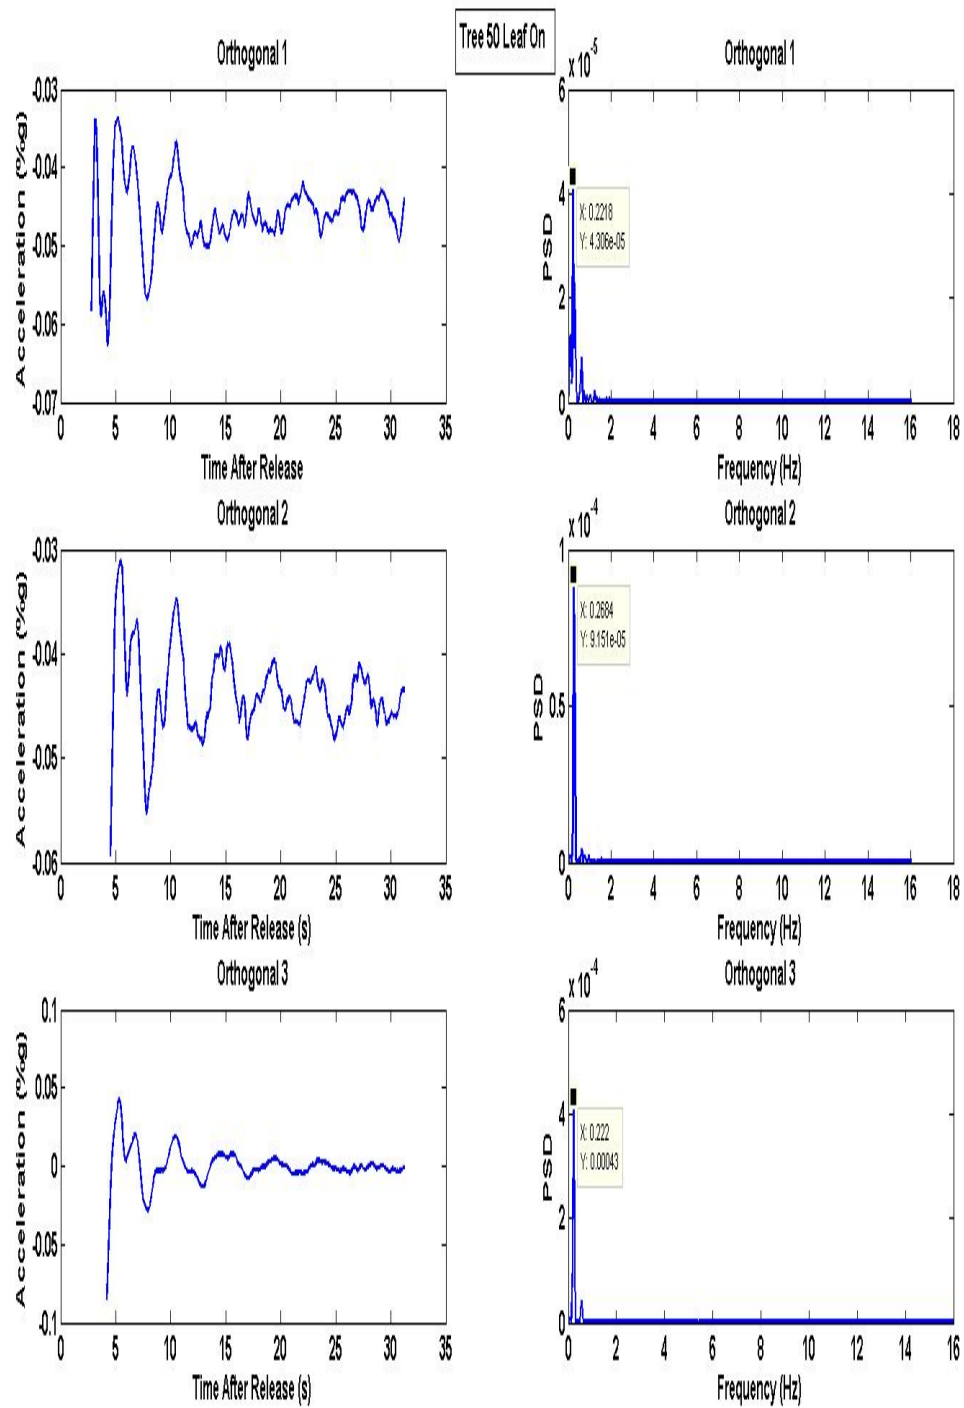 Tree 50 Leaf On
Orthogonal 1
-0.03
-0.04
-0.05
-0.06
-0.07
Acceleration (%g)
0 5 10 15 20 25 30 35
Time After Release
Orthogonal 1
x 10^-5
6
4
2
0
PSD
X: 0.2218
Y: 4.306e-05
0 2 4 6 8 10 12 14 16 18
Frequency (Hz)
Orthogonal 2
-0.03
-0.04
-0.05
-0.06
Acceleration (%g)
0 5 10 15 20 25 30 35
Time After Release (s)
Orthogonal 2
x 10^-4
1
0.5
0
PSD
X: 0.2684
Y: 9.151e-05
0 2 4 6 8 10 12 14 16 18
Frequency (Hz)
Orthogonal 3
0.1
0.05
0
-0.05
-0.1
Acceleration (%g)
0 5 10 15 20 25 30 35
Time After Release (s)
Orthogonal 3
x 10^-4
6
4
2
0
PSD
X: 0.222
Y: 0.00043
0 2 4 6 8 10 12 14 16
Frequency (Hz)